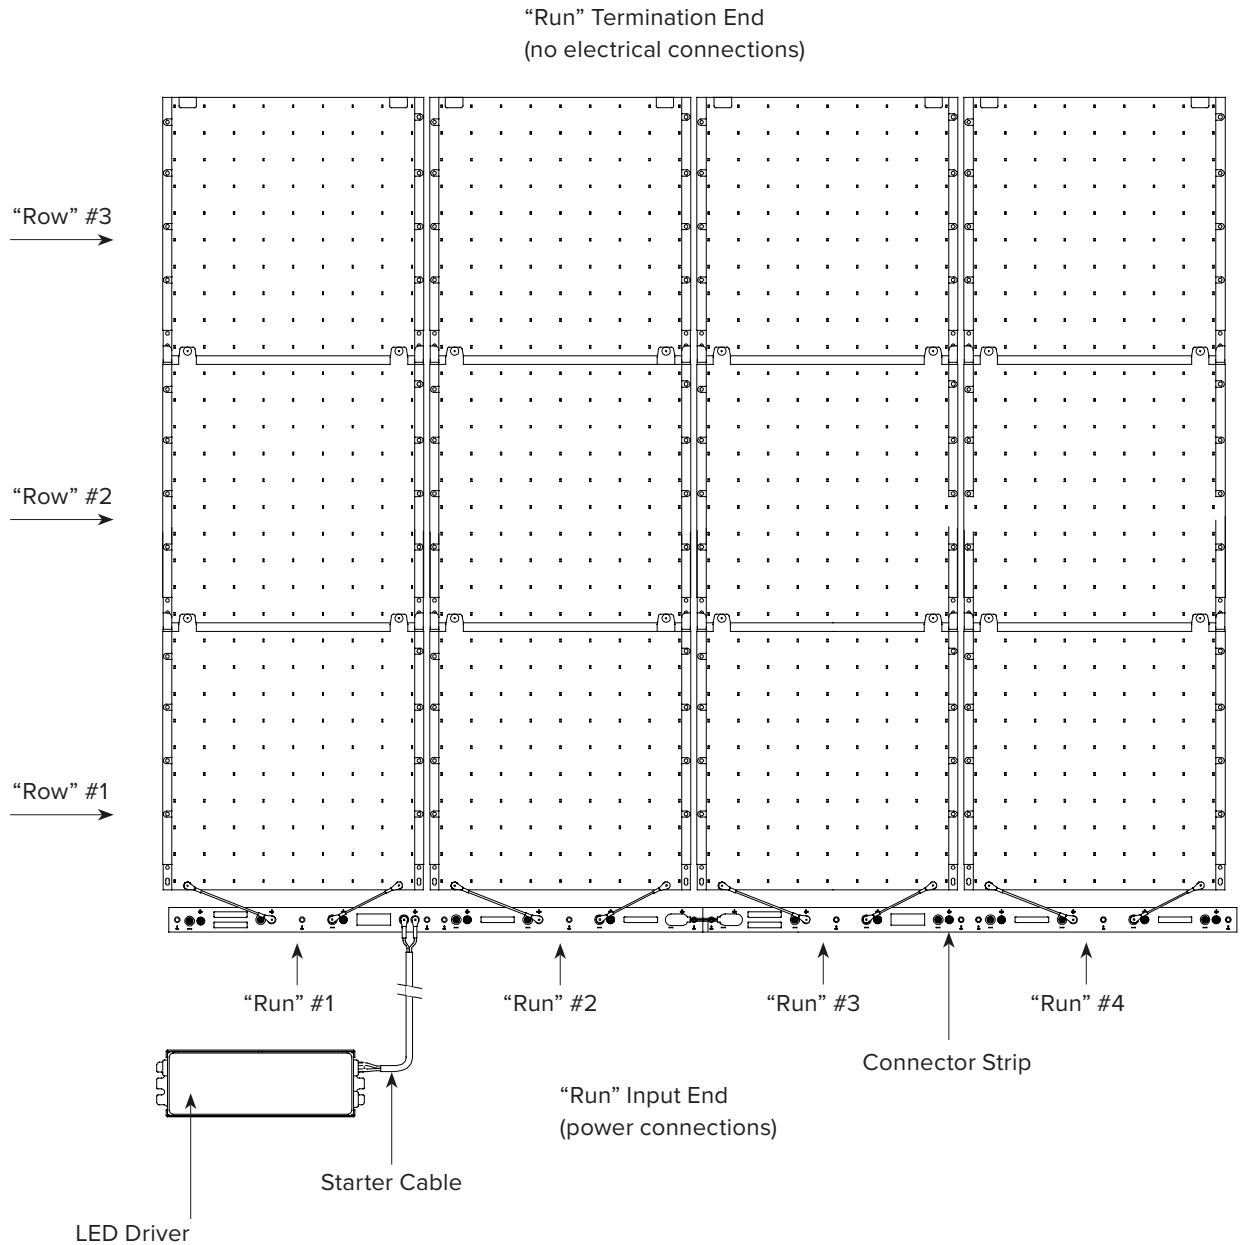 “Run” Termination End
(no electrical connections)
“Row” #3
“Row” #2
“Row” #1
“Run” #1
“Run” #2
“Run” #3
“Run” #4
Connector Strip
“Run” Input End
(power connections)
Starter Cable
LED Driver